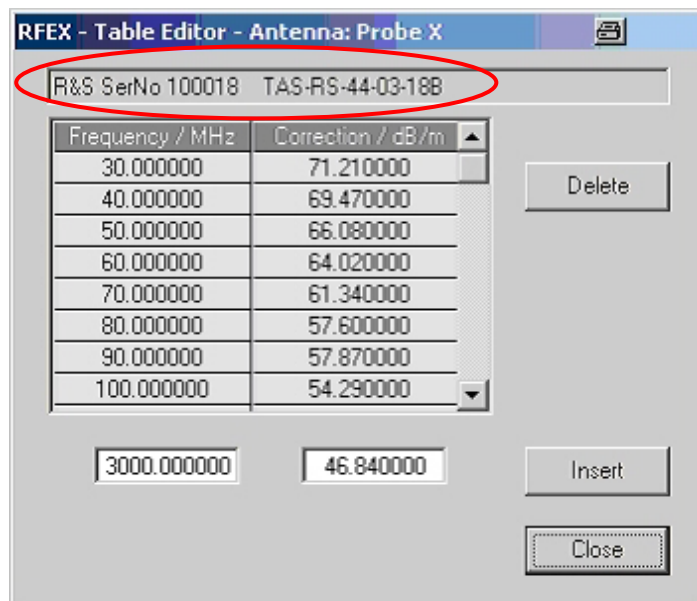 RFEX - Table Editor - Antenna: Probe X
R&S SerNo 100018 TAS-RS-44-03-18B
Frequency / MHz Correction / dB/m
30.000000 71.210000
40.000000 69.470000
50.000000 66.080000
60.000000 64.020000
70.000000 61.340000
80.000000 57.600000
90.000000 57.870000
100.000000 54.290000
Delete
3000.000000 46.840000
Insert
Close